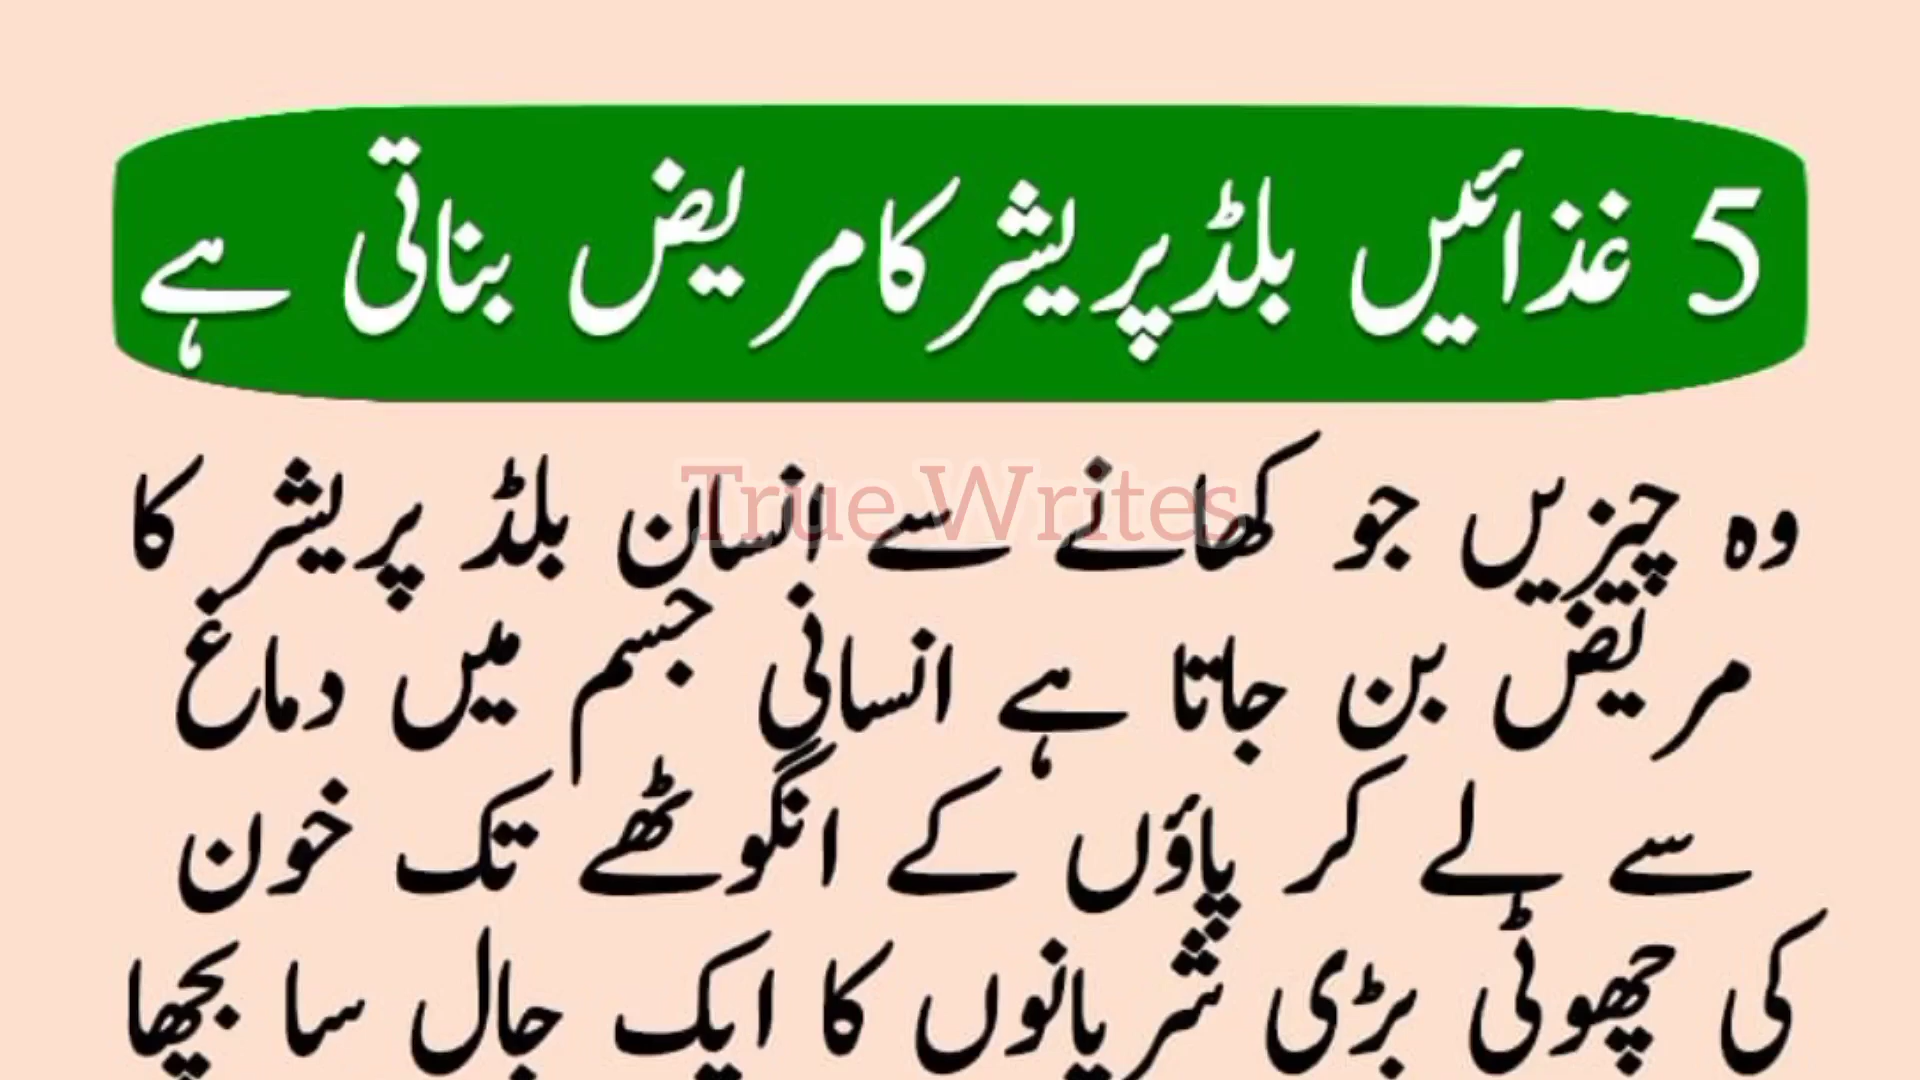 5 غذائیں بلڈپریشر کا مریض بناتی ہے
True Writes
وہ چیزیں جو کھانے سے انسان بلڈ پریشر کا
مریض بن جاتا ہے انسانی جسم میں دماغ
سے لے کر پاؤں کے انگوٹھے تک خون
کی چھوٹی بڑی شریانوں کا ایک جال سا بچھا